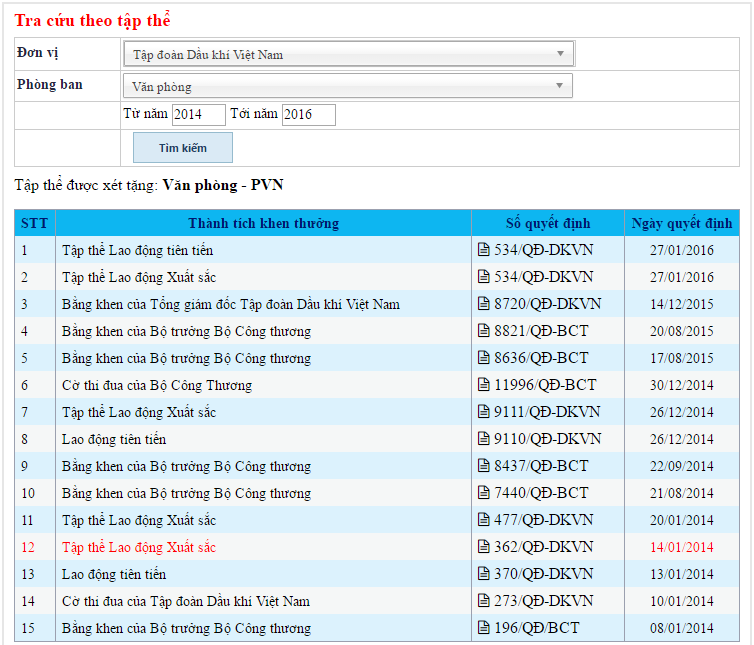 Tra cứu theo tập thể
Đơn vị Tập đoàn Dầu khí Việt Nam
Phòng ban Văn phòng
Từ năm 2014 Tới năm 2016
Tìm kiếm
Tập thể được xét tặng: Văn phòng - PVN
STT Thành tích khen thưởng Số quyết định Ngày quyết định
1 Tập thể Lao động tiên tiến 534/QĐ-DKVN 27/01/2016
2 Tập thể Lao động Xuất sắc 534/QĐ-DKVN 27/01/2016
3 Bằng khen của Tổng giám đốc Tập đoàn Dầu khí Việt Nam 8720/QĐ-DKVN 14/12/2015
4 Bằng khen của Bộ trưởng Bộ Công thương 8821/QĐ-BCT 20/08/2015
5 Bằng khen của Bộ trưởng Bộ Công thương 8636/QĐ-BCT 17/08/2015
6 Cờ thi đua của Bộ Công Thương 11996/QĐ-BCT 30/12/2014
7 Tập thể Lao động Xuất sắc 9111/QĐ-DKVN 26/12/2014
8 Lao động tiên tiến 9110/QĐ-DKVN 26/12/2014
9 Bằng khen của Bộ trưởng Bộ Công thương 8437/QĐ-BCT 22/09/2014
10 Bằng khen của Bộ trưởng Bộ Công thương 7440/QĐ-BCT 21/08/2014
11 Tập thể Lao động Xuất sắc 477/QĐ-DKVN 20/01/2014
12 Tập thể Lao động Xuất sắc 362/QĐ-DKVN 14/01/2014
13 Lao động tiên tiến 370/QĐ-DKVN 13/01/2014
14 Cờ thi đua của Tập đoàn Dầu khí Việt Nam 273/QĐ-DKVN 10/01/2014
15 Bằng khen của Bộ trưởng Bộ Công thương 196/QĐ/BCT 08/01/2014